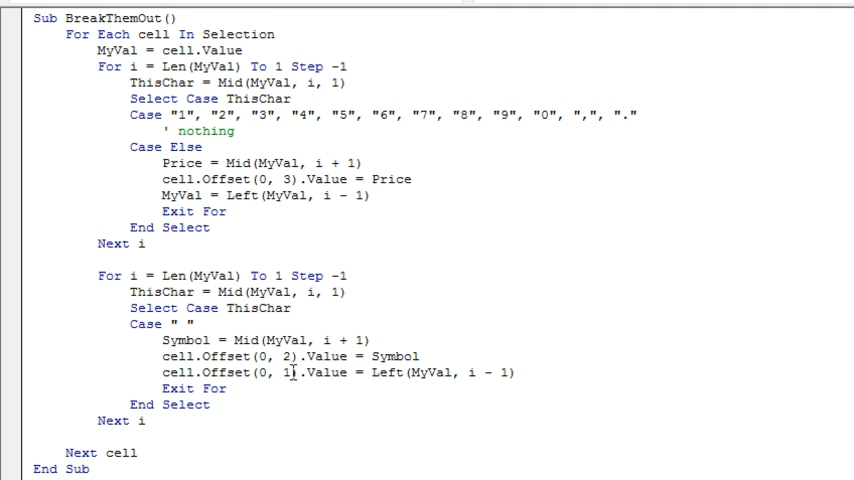 Sub BreakThemOut()
    For Each cell In Selection
        MyVal = cell.Value
        For i = Len(MyVal) To 1 Step -1
            ThisChar = Mid(MyVal, i, 1)
            Select Case ThisChar
            Case "1", "2", "3", "4", "5", "6", "7", "8", "9", "0", ",", "."
                ' nothing
            Case Else
                Price = Mid(MyVal, i + 1)
                cell.Offset(0, 3).Value = Price
                MyVal = Left(MyVal, i - 1)
                Exit For
            End Select
        Next i

        For i = Len(MyVal) To 1 Step -1
            ThisChar = Mid(MyVal, i, 1)
            Select Case ThisChar
            Case " "
                Symbol = Mid(MyVal, i + 1)
                cell.Offset(0, 2).Value = Symbol
                cell.Offset(0, 1).Value = Left(MyVal, i - 1)
                Exit For
            End Select
        Next i

    Next cell
End Sub